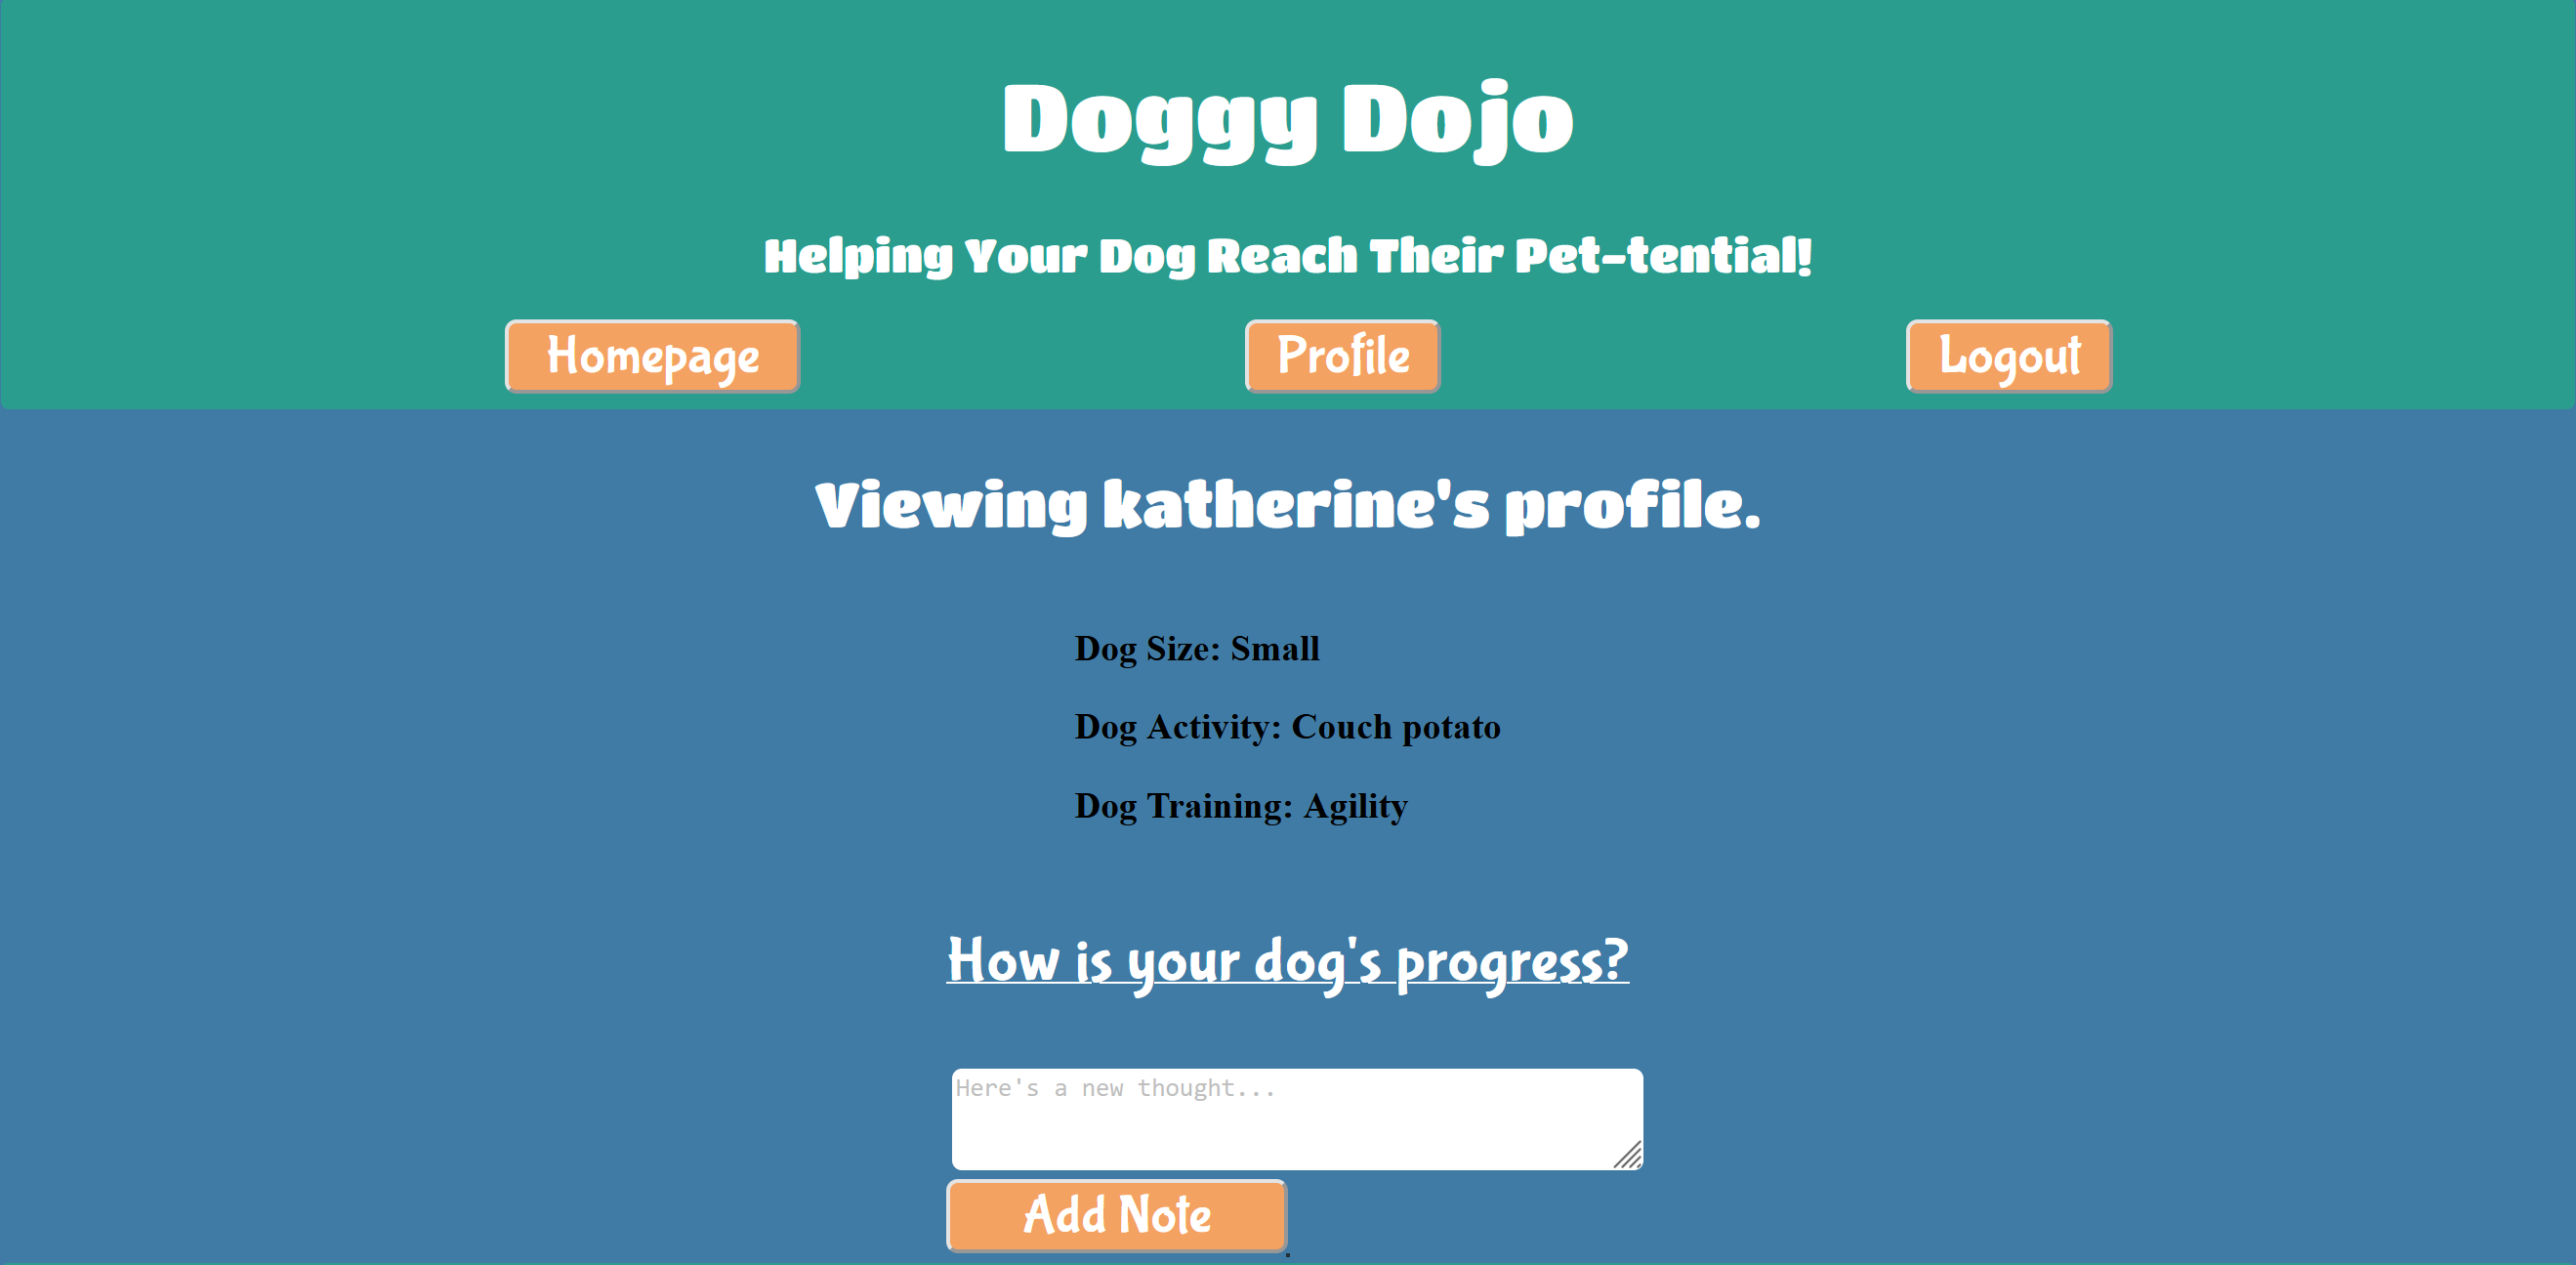 Doggy Dojo
Helping Your Dog Reach Their Pet-tential!
Homepage Profile Logout
Viewing katherine's profile.
Dog Size: Small
Dog Activity: Couch potato
Dog Training: Agility
How is your dog's progress?
Here's a new thought...
Add Note.